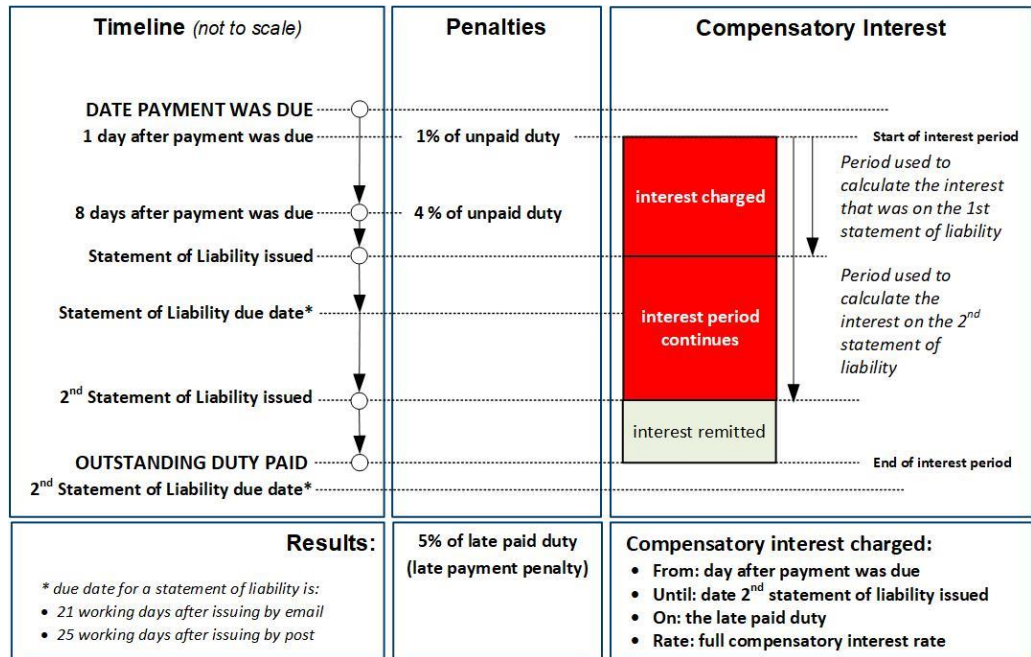 Timeline (not to scale)
Penalties
Compensatory Interest
DATE PAYMENT WAS DUE
1 day after payment was due
1% of unpaid duty
Start of interest period
Period used to
calculate the interest
that was on the 1st
statement of liability
interest charged
8 days after payment was due
4 % of unpaid duty
Statement of Liability issued
Statement of Liability due date*
interest period
continues
Period used to
calculate the
interest on the 2nd
statement of
liability
2nd Statement of Liability issued
interest remitted
OUTSTANDING DUTY PAID
End of interest period
2nd Statement of Liability due date*
Results:
* due date for a statement of liability is:
• 21 working days after issuing by email
• 25 working days after issuing by post
5% of late paid duty
(late payment penalty)
Compensatory interest charged:
• From: day after payment was due
• Until: date 2nd statement of liability issued
• On: the late paid duty
• Rate: full compensatory interest rate